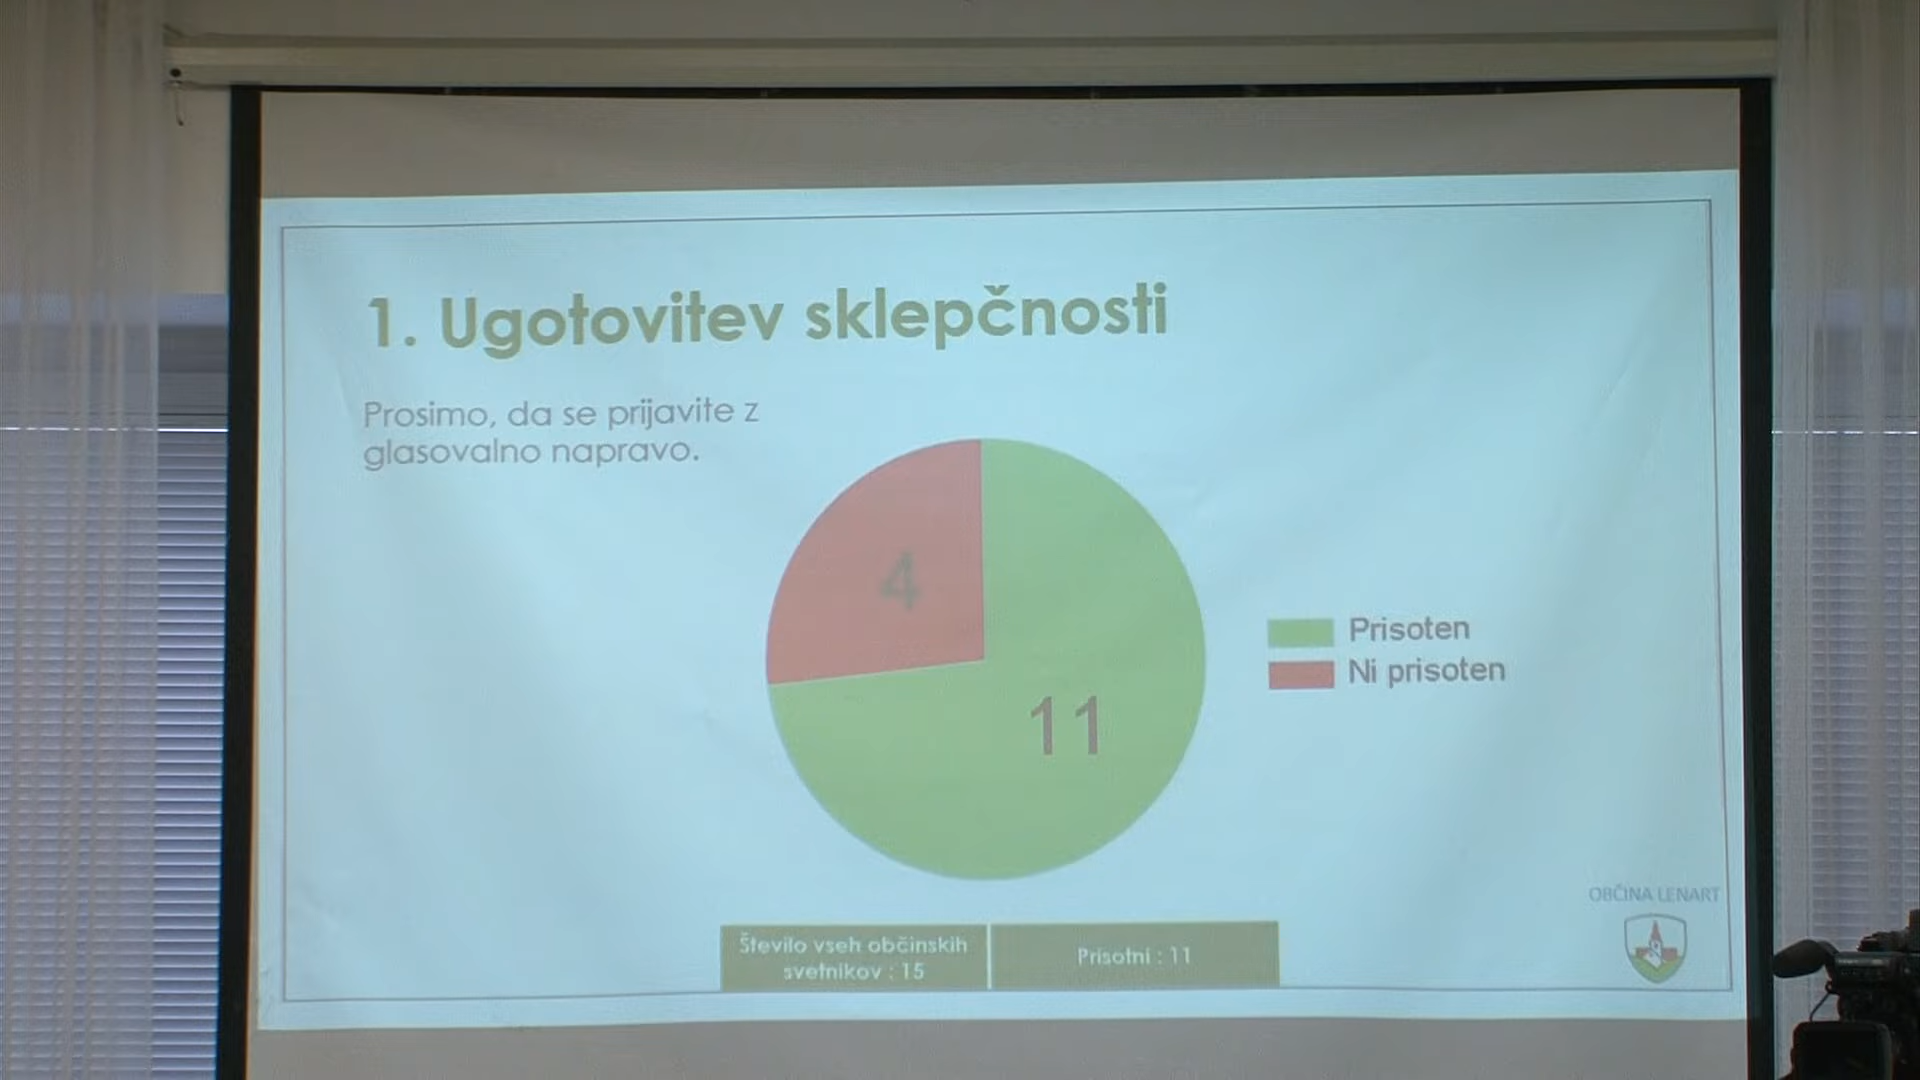 1. Ugotovitev sklepčnosti
Prosimo, da se prijavite z
glasovalno napravo.
4
11
Prisoten
Ni prisoten
Število vseh občinskih
svetnikov : 15
Prisotni : 11
OBČINA LENART